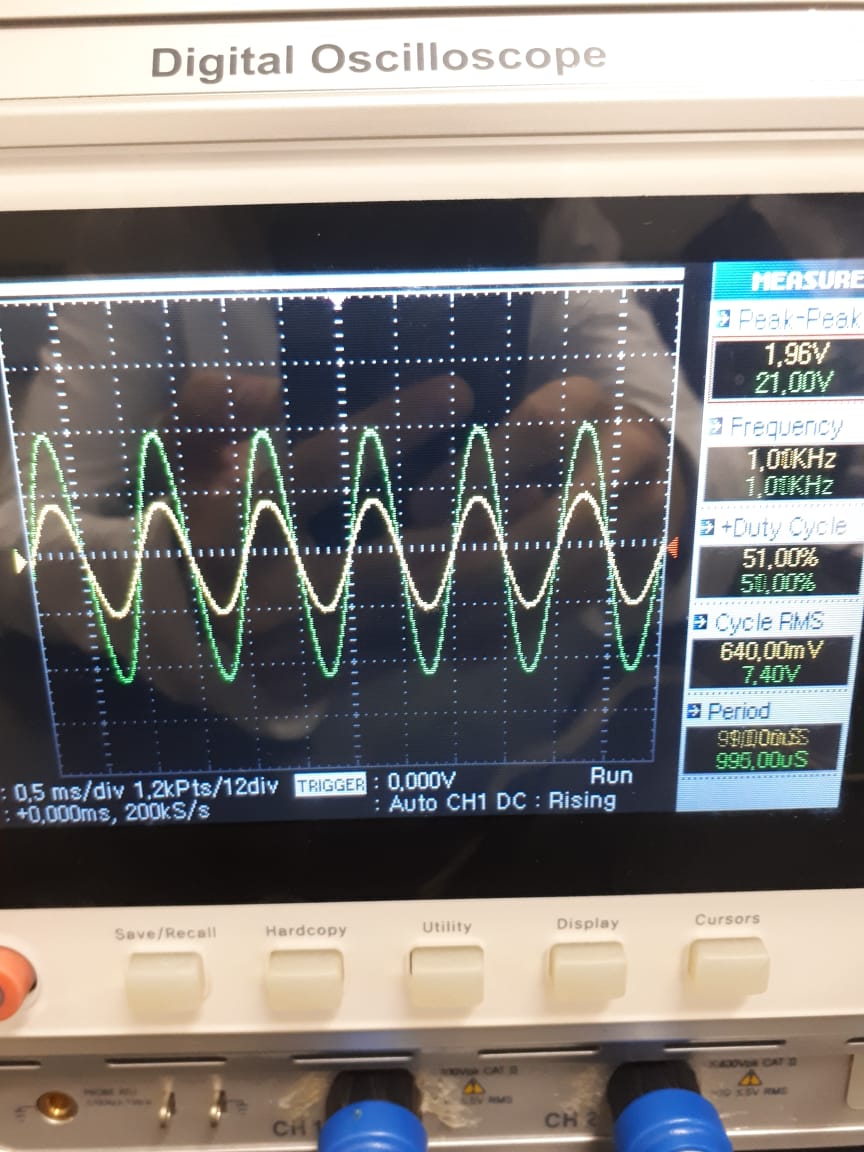 Digital Oscilloscope
MEASURE
Peak-Peak
1,96V
21,00V
Frequency
1,00KHz
1,00KHz
+Duty Cycle
51,00%
50,00%
Cycle RMS
640,00mV
7,40V
Period
995,00uS
: 0,5 ms/div 1,2kPts/12div TRIGGER : 0,000V Run
: +0,000ms, 200kS/s : Auto CH1 DC : Rising
Save/Recall Hardcopy Utility Display Cursors
CH 1
CH 2